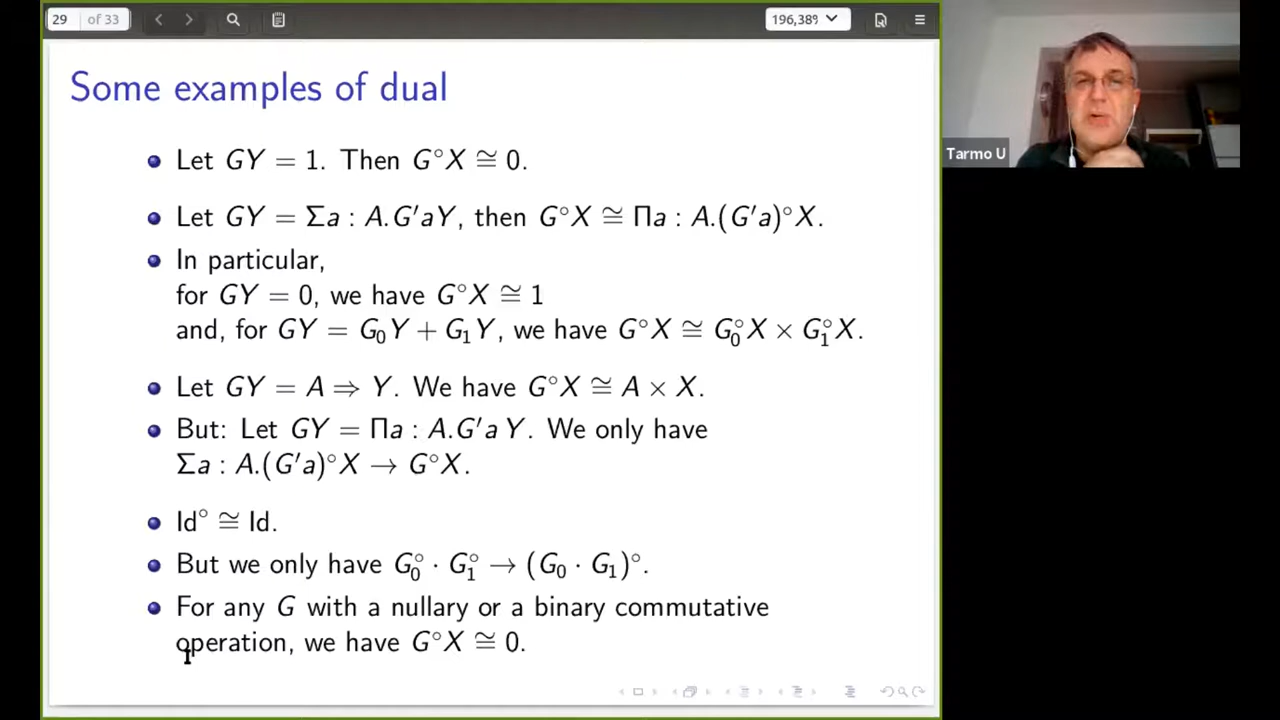 29 of 33
196,38%
Some examples of dual
Let GY = 1. Then G°X ≅ 0.
Let GY = Σa : A.G′aY, then G°X ≅ Πa : A.(G′a)°X.
In particular,
for GY = 0, we have G°X ≅ 1
and, for GY = G₀Y + G₁Y, we have G°X ≅ G₀°X × G₁°X.
Let GY = A ⇒ Y. We have G°X ≅ A × X.
But: Let GY = Πa : A.G′a Y. We only have
Σa : A.(G′a)°X → G°X.
Id° ≅ Id.
But we only have G₀° · G₁° → (G₀ · G₁)°.
For any G with a nullary or a binary commutative
operation, we have G°X ≅ 0.
Tarmo U